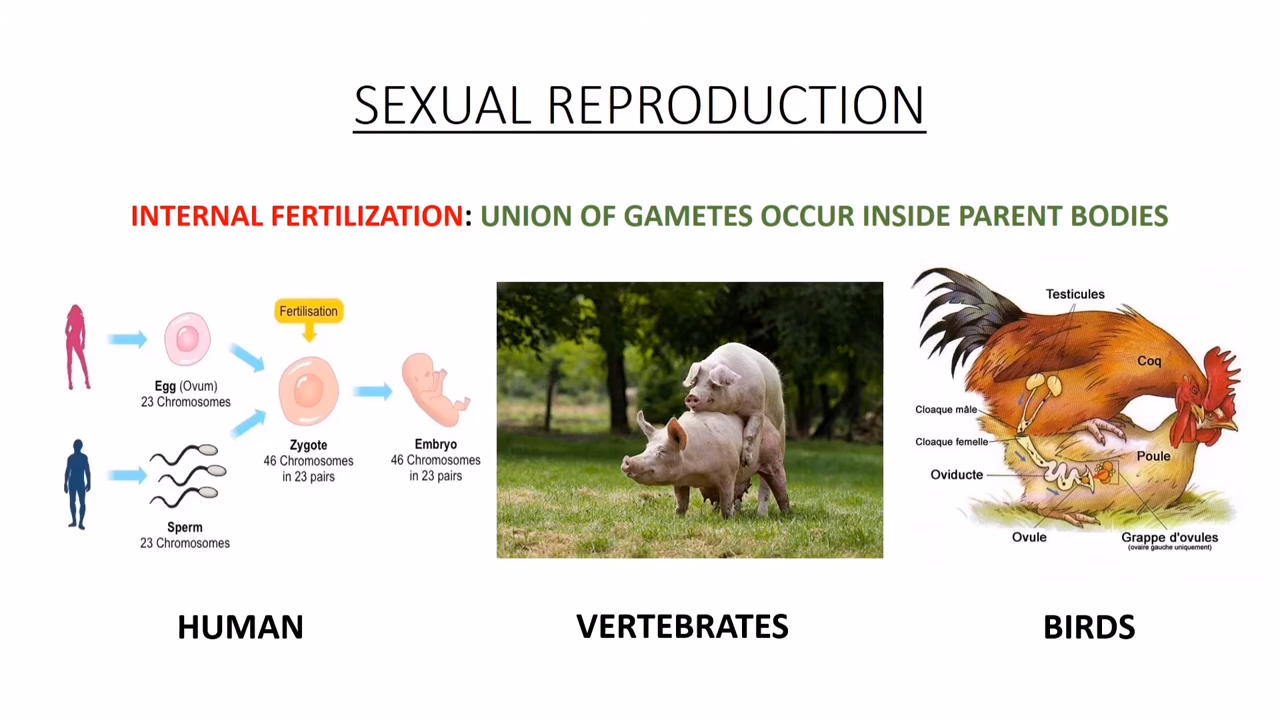 SEXUAL REPRODUCTION
INTERNAL FERTILIZATION: UNION OF GAMETES OCCUR INSIDE PARENT BODIES
Fertilisation
Egg (Ovum)
23 Chromosomes
Zygote
46 Chromosomes
in 23 pairs
Embryo
46 Chromosomes
in 23 pairs
Sperm
23 Chromosomes
Testicules
Coq
Cloaque mâle
Cloaque femelle
Poule
Oviducte
Ovule
Grappe d'ovules
(ovaire gauche uniquement)
HUMAN
VERTEBRATES
BIRDS